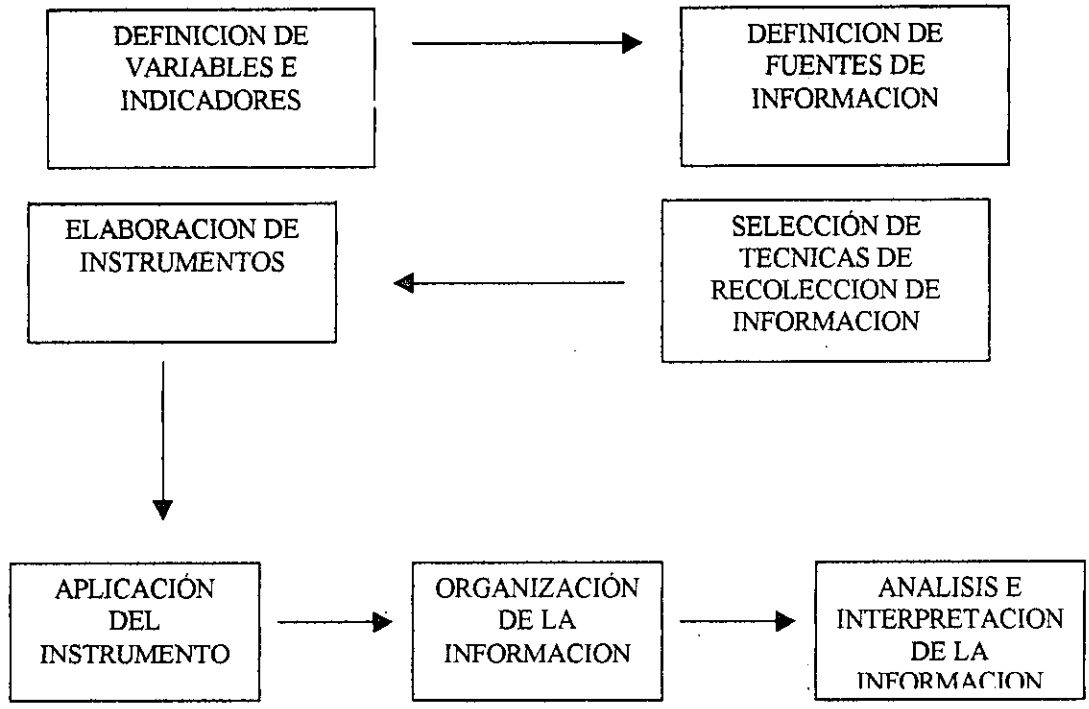 DEFINICION DE
VARIABLES E
INDICADORES
DEFINICION DE
FUENTES DE
INFORMACION
SELECCIÓN DE
TECNICAS DE
RECOLECCION DE
INFORMACION
ELABORACION DE
INSTRUMENTOS
APLICACIÓN
DEL
INSTRUMENTO
ORGANIZACIÓN
DE LA
INFORMACION
ANALISIS E
INTERPRETACION
DE LA
INFORMACION